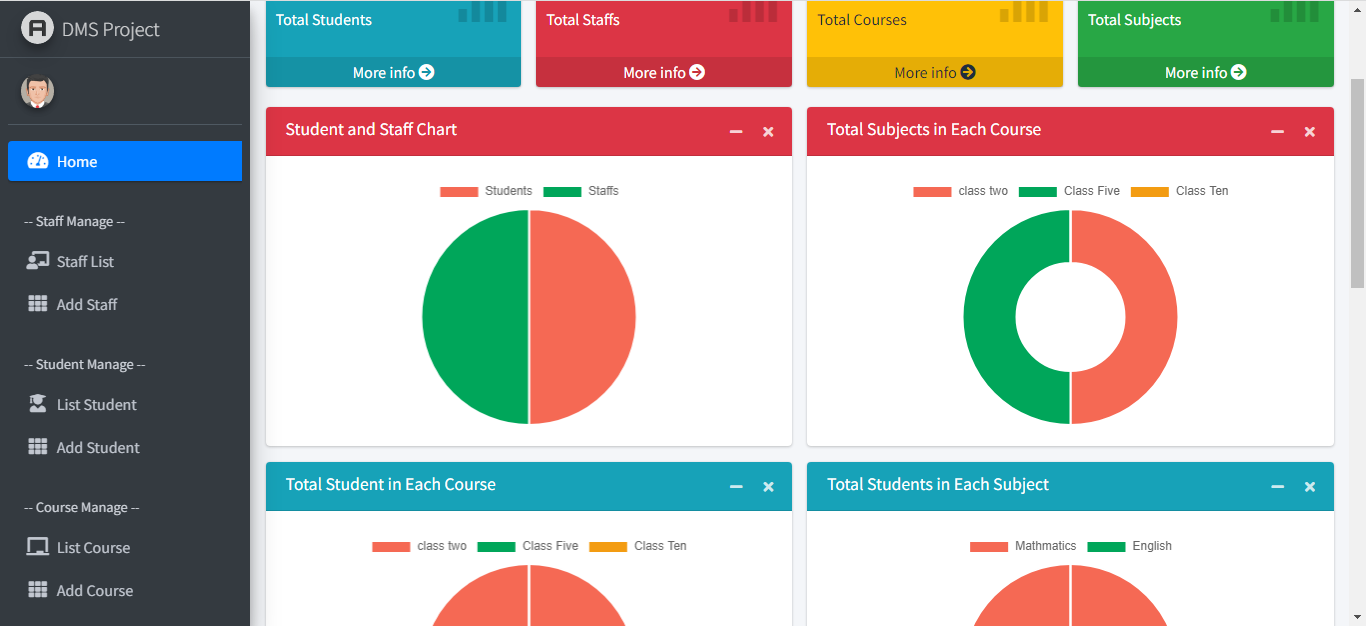 DMS Project
Home
-- Staff Manage --
Staff List
Add Staff
-- Student Manage --
List Student
Add Student
-- Course Manage --
List Course
Add Course
Total Students
More info
Total Staffs
More info
Total Courses
More info
Total Subjects
More info
Student and Staff Chart
Students Staffs
Total Subjects in Each Course
class two Class Five Class Ten
Total Student in Each Course
class two Class Five Class Ten
Total Students in Each Subject
Mathmatics English